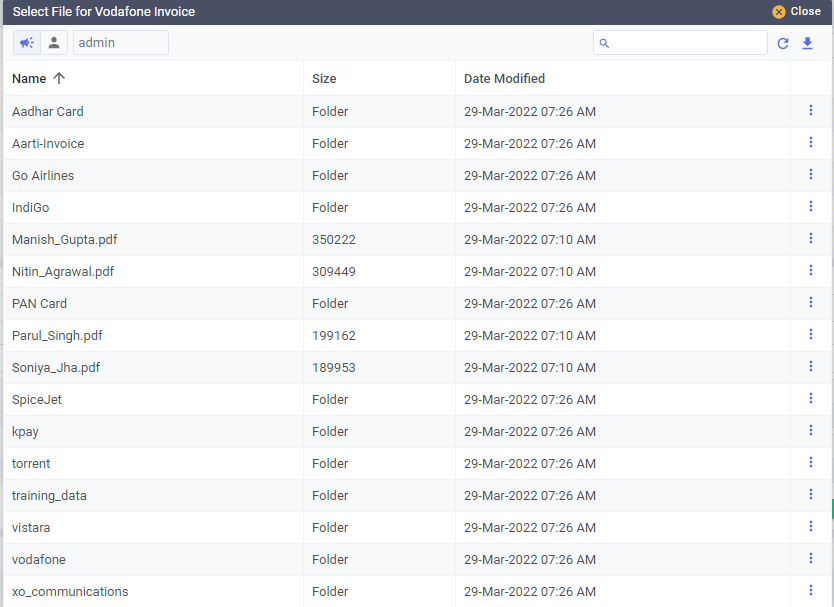 Select File for Vodafone Invoice Close
admin
Name Size Date Modified
Aadhar Card Folder 29-Mar-2022 07:26 AM
Aarti-Invoice Folder 29-Mar-2022 07:26 AM
Go Airlines Folder 29-Mar-2022 07:26 AM
IndiGo Folder 29-Mar-2022 07:26 AM
Manish_Gupta.pdf 350222 29-Mar-2022 07:10 AM
Nitin_Agrawal.pdf 309449 29-Mar-2022 07:10 AM
PAN Card Folder 29-Mar-2022 07:26 AM
Parul_Singh.pdf 199162 29-Mar-2022 07:10 AM
Soniya_Jha.pdf 189953 29-Mar-2022 07:10 AM
SpiceJet Folder 29-Mar-2022 07:26 AM
kpay Folder 29-Mar-2022 07:26 AM
torrent Folder 29-Mar-2022 07:26 AM
training_data Folder 29-Mar-2022 07:26 AM
vistara Folder 29-Mar-2022 07:26 AM
vodafone Folder 29-Mar-2022 07:26 AM
xo_communications Folder 29-Mar-2022 07:26 AM